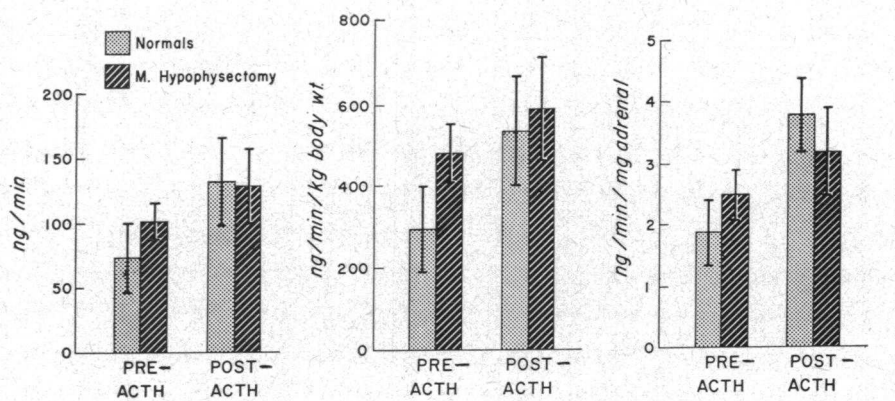 Normals
M. Hypophysectomy
ng/min
200
150
100
50
0
PRE-
ACTH
POST-
ACTH
ng/min/kg body wt.
800
600
400
200
0
PRE-
ACTH
POST-
ACTH
ng/min/mg adrenal
5
4
3
2
1
0
PRE-
ACTH
POST-
ACTH